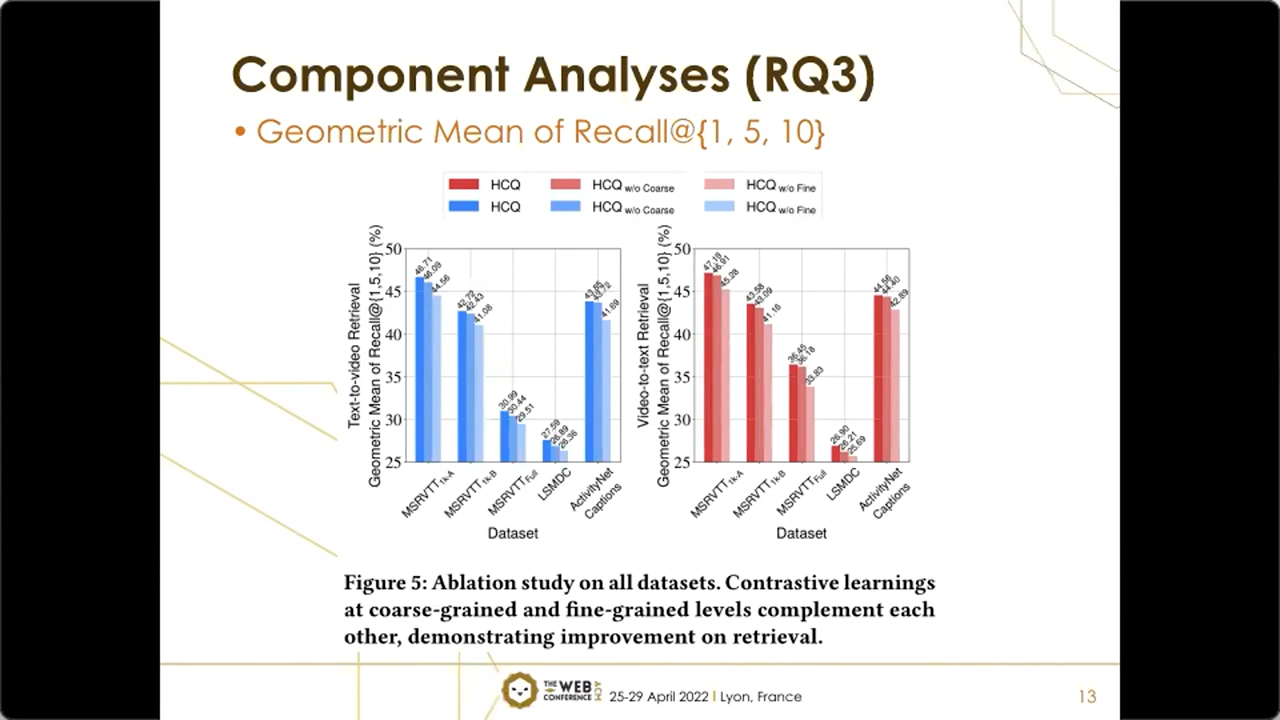 Component Analyses (RQ3)
• Geometric Mean of Recall@{1, 5, 10}
HCQ HCQ w/o Coarse HCQ w/o Fine
HCQ HCQ w/o Coarse HCQ w/o Fine
Text-to-video Retrieval
Geometric Mean of Recall@{1,5,10} (%)
50
45
40
35
30
25
46.71
46.09
44.56
42.72
42.43
41.06
30.99
30.44
29.51
27.59
26.89
26.36
43.72
41.69
MSRVTT1k-A
MSRVTT1k-B
MSRVTTFull
LSMDC
ActivityNet
Captions
Dataset
Video-to-text Retrieval
Geometric Mean of Recall@{1,5,10} (%)
50
45
40
35
30
25
47.18
46.91
45.28
43.58
43.09
41.16
36.45
36.18
33.83
26.90
26.21
25.69
44.56
44.40
42.89
MSRVTT1k-A
MSRVTT1k-B
MSRVTTFull
LSMDC
ActivityNet
Captions
Dataset
Figure 5: Ablation study on all datasets. Contrastive learnings
at coarse-grained and fine-grained levels complement each
other, demonstrating improvement on retrieval.
THE WEB CONFERENCE ACM
25-29 April 2022 | Lyon, France
13